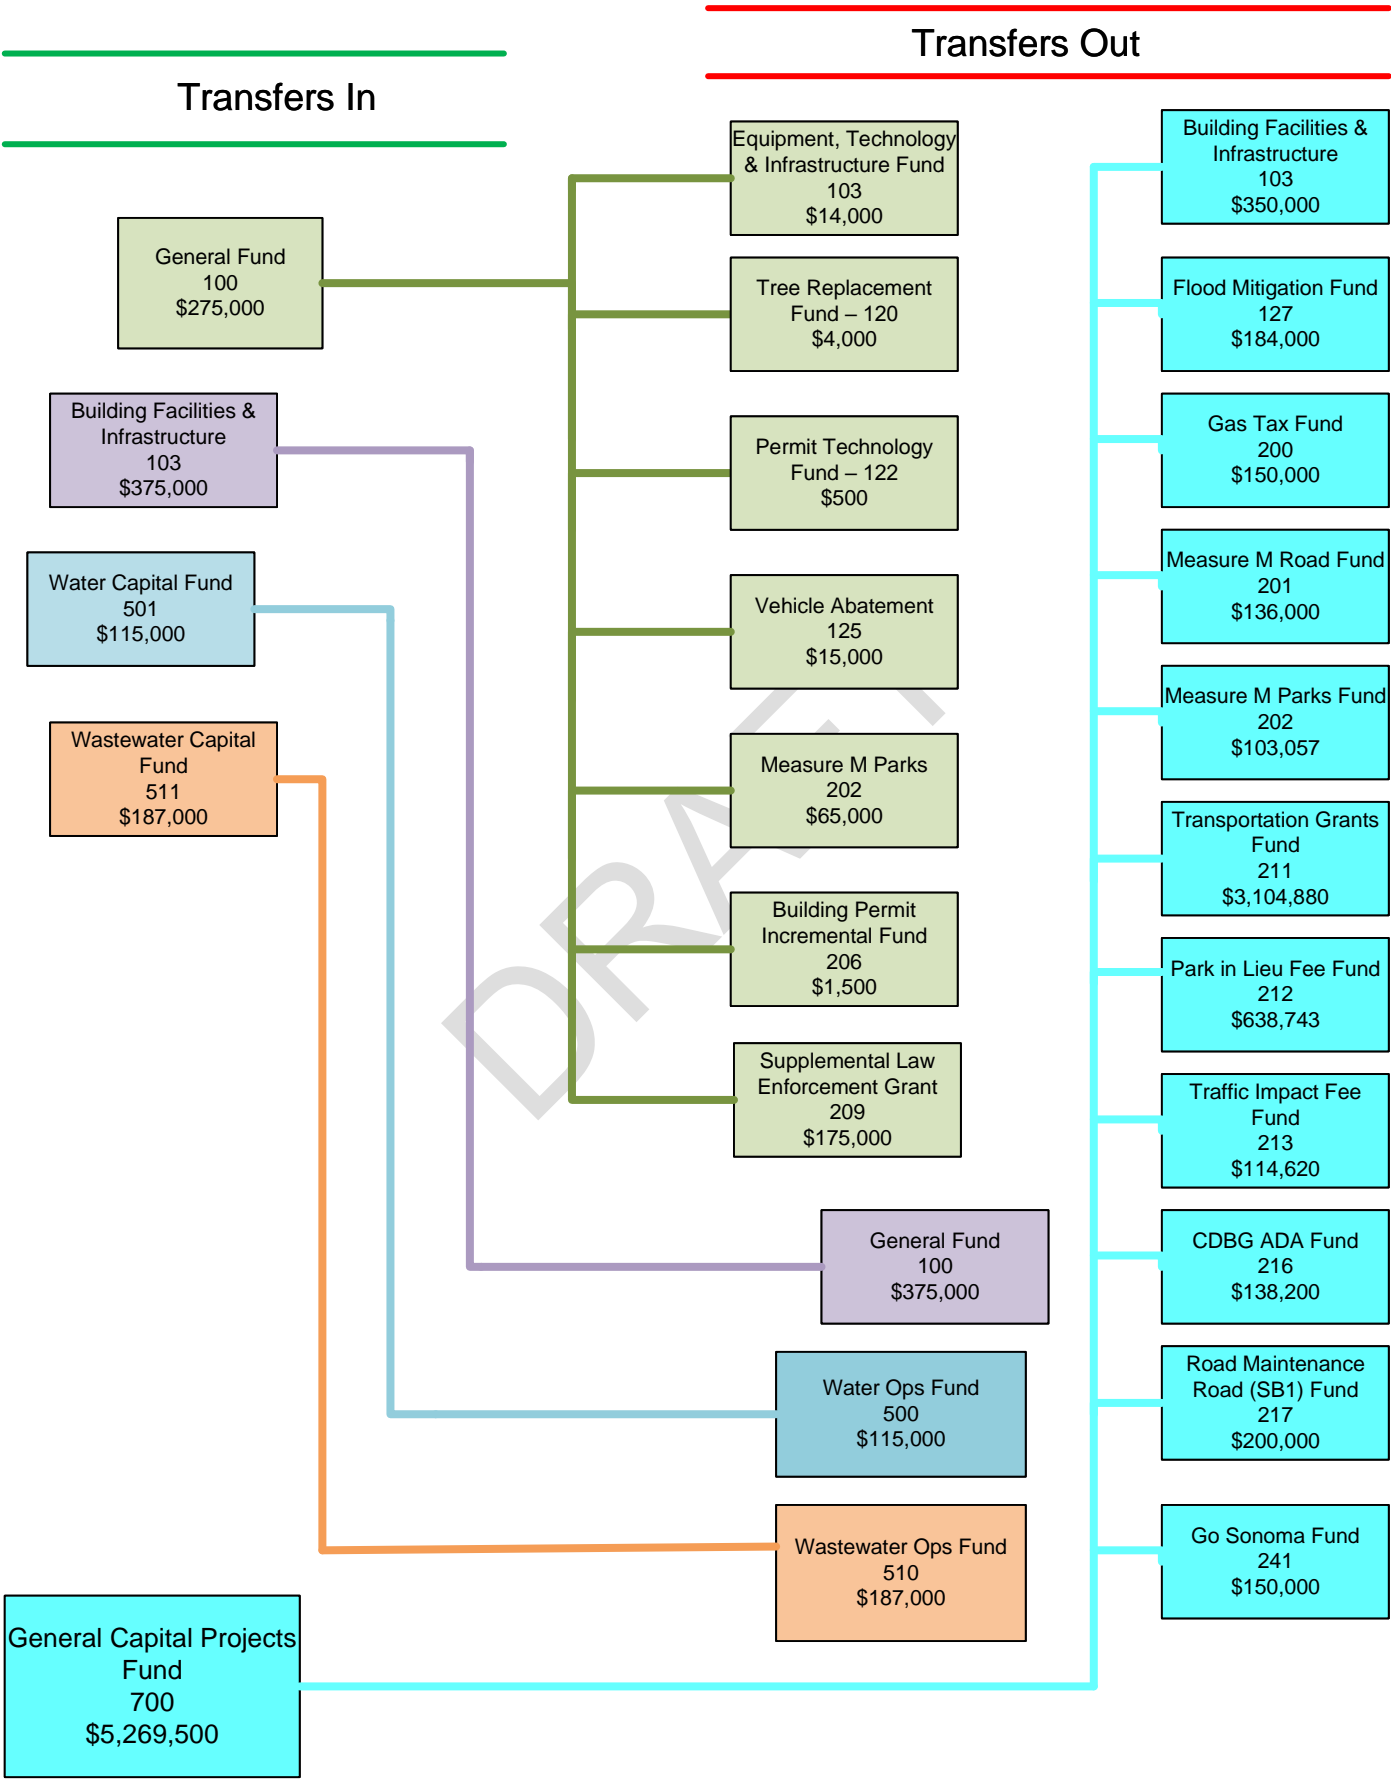 Transfers Out
Transfers In
General Fund
100
$275,000
Building Facilities &
Infrastructure
103
$375,000
Water Capital Fund
501
$115,000
Wastewater Capital
Fund
511
$187,000
General Capital Projects
Fund
700
$5,269,500
Equipment, Technology
& Infrastructure Fund
103
$14,000
Tree Replacement
Fund – 120
$4,000
Permit Technology
Fund – 122
$500
Vehicle Abatement
125
$15,000
Measure M Parks
202
$65,000
Building Permit
Incremental Fund
206
$1,500
Supplemental Law
Enforcement Grant
209
$175,000
General Fund
100
$375,000
Water Ops Fund
500
$115,000
Wastewater Ops Fund
510
$187,000
Building Facilities &
Infrastructure
103
$350,000
Flood Mitigation Fund
127
$184,000
Gas Tax Fund
200
$150,000
Measure M Road Fund
201
$136,000
Measure M Parks Fund
202
$103,057
Transportation Grants
Fund
211
$3,104,880
Park in Lieu Fee Fund
212
$638,743
Traffic Impact Fee
Fund
213
$114,620
CDBG ADA Fund
216
$138,200
Road Maintenance
Road (SB1) Fund
217
$200,000
Go Sonoma Fund
241
$150,000
DRAFT